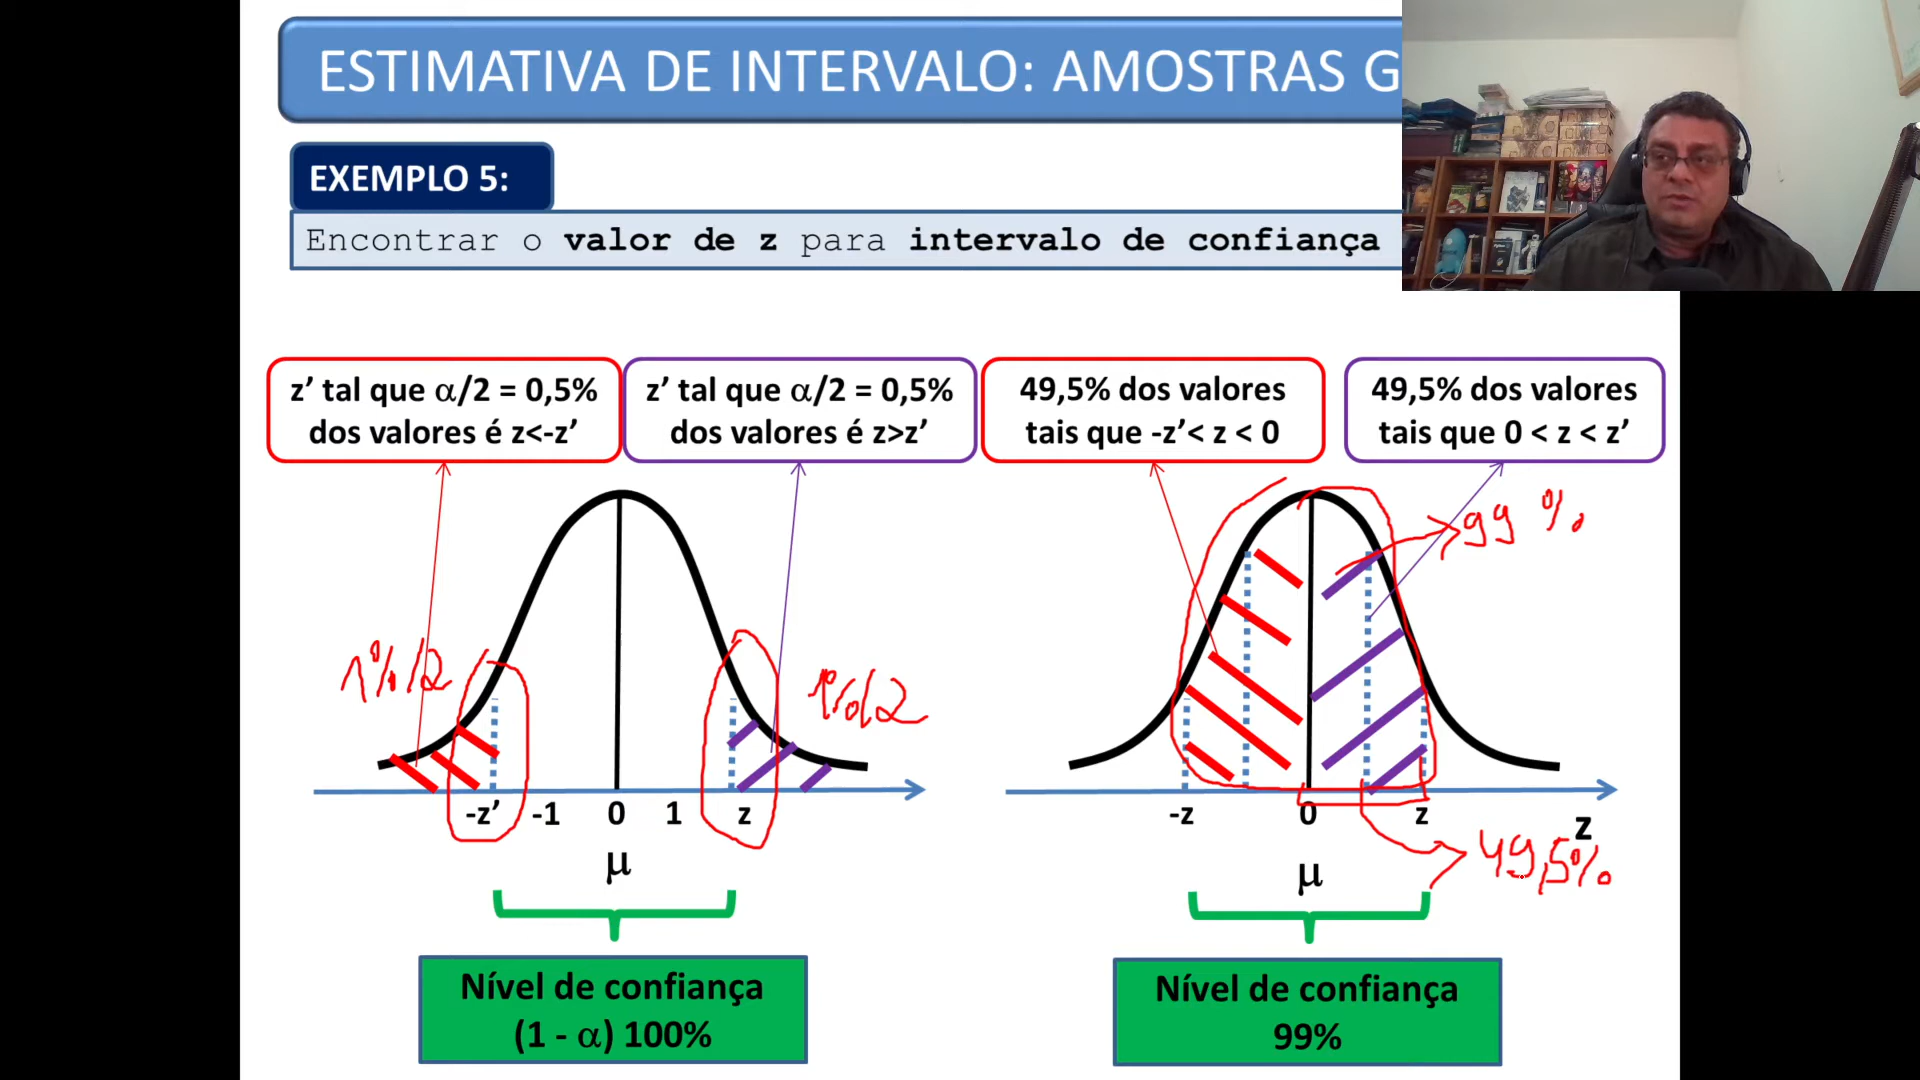 ESTIMATIVA DE INTERVALO: AMOSTRAS G
EXEMPLO 5:
Encontrar o valor de z para intervalo de confiança
z’ tal que α/2 = 0,5%
dos valores é z<-z’
z’ tal que α/2 = 0,5%
dos valores é z>z’
49,5% dos valores
tais que -z’< z < 0
49,5% dos valores
tais que 0 < z < z’
99 %
1%/2
1%/2
-z’ -1 0 1 z
μ
-z 0 z z
μ
49,5%
Nível de confiança
(1 - α) 100%
Nível de confiança
99%